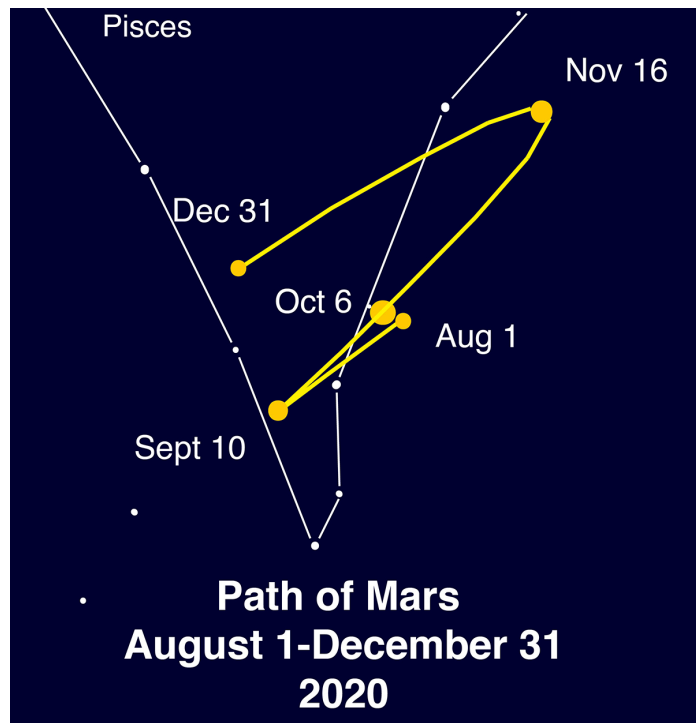 Pisces
Nov 16
Dec 31
Oct 6
Aug 1
Sept 10
Path of Mars
August 1-December 31
2020